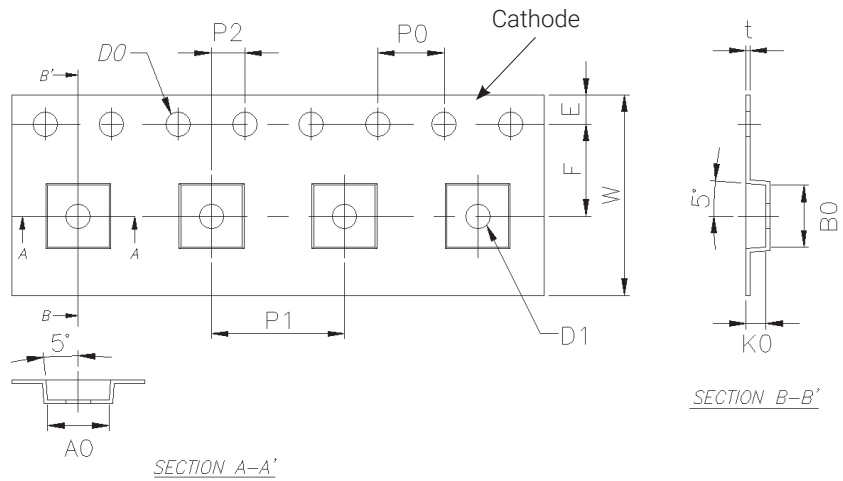 Cathode
P2
P0
t
D0
B'
E
F
W
5°
B0
A
A
B
P1
D1
K0
5°
A0
SECTION B-B'
SECTION A-A'